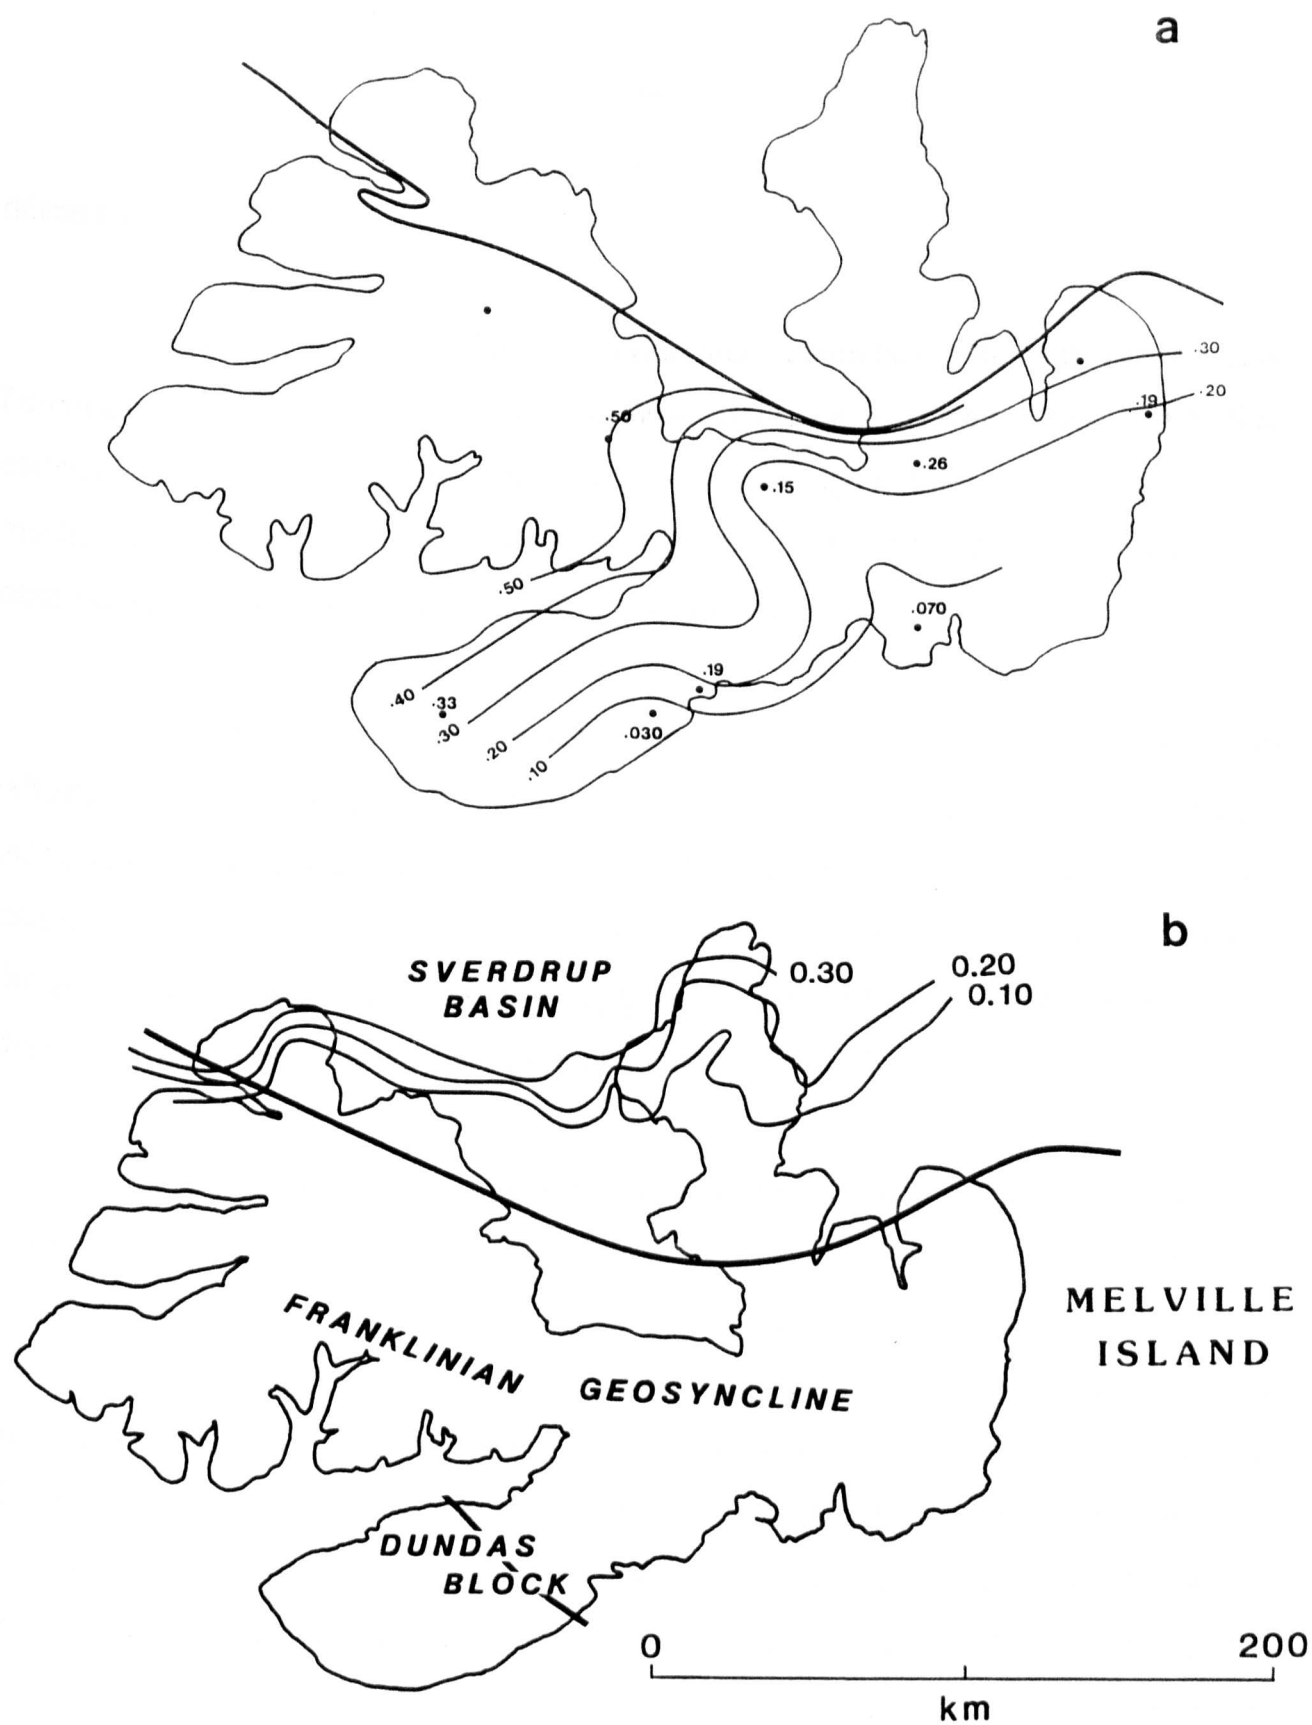 a
.30
.19 .20
.50
.26
.15
.50
.070
.19
.40
.33
.30
.030
.20
.10
b
SVERDRUP
BASIN
0.30
0.20
0.10
MELVILLE
ISLAND
FRANKLINIAN
GEOSYNCLINE
DUNDAS
BLOCK
0 200
km